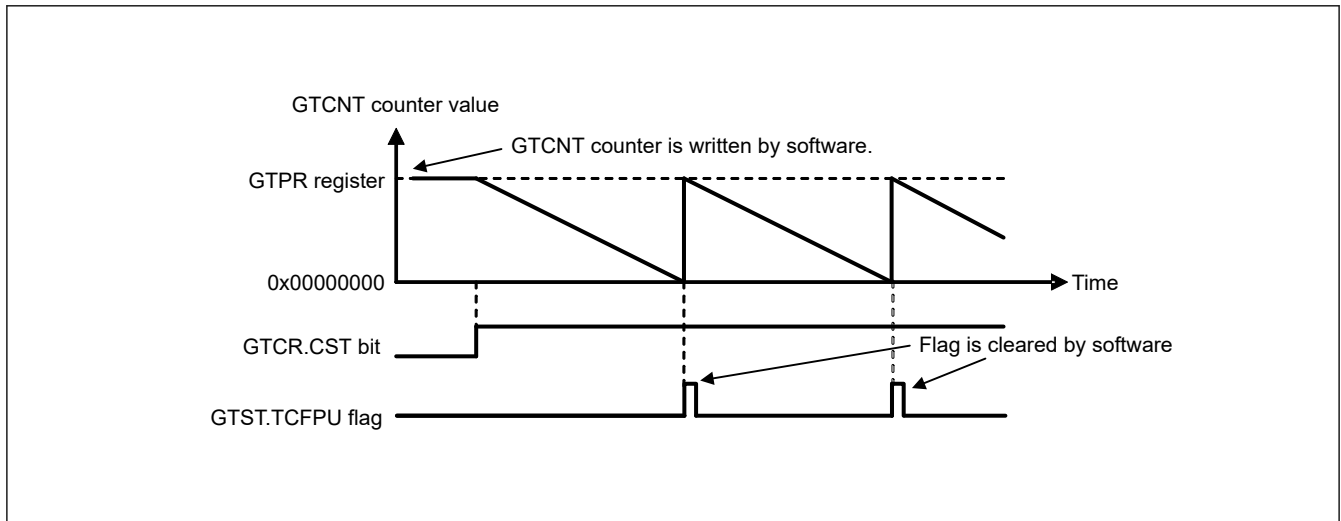 GTCNT counter value
GTCNT counter is written by software.
GTPR register
0x00000000
Time
GTCR.CST bit
Flag is cleared by software
GTST.TCFPU flag